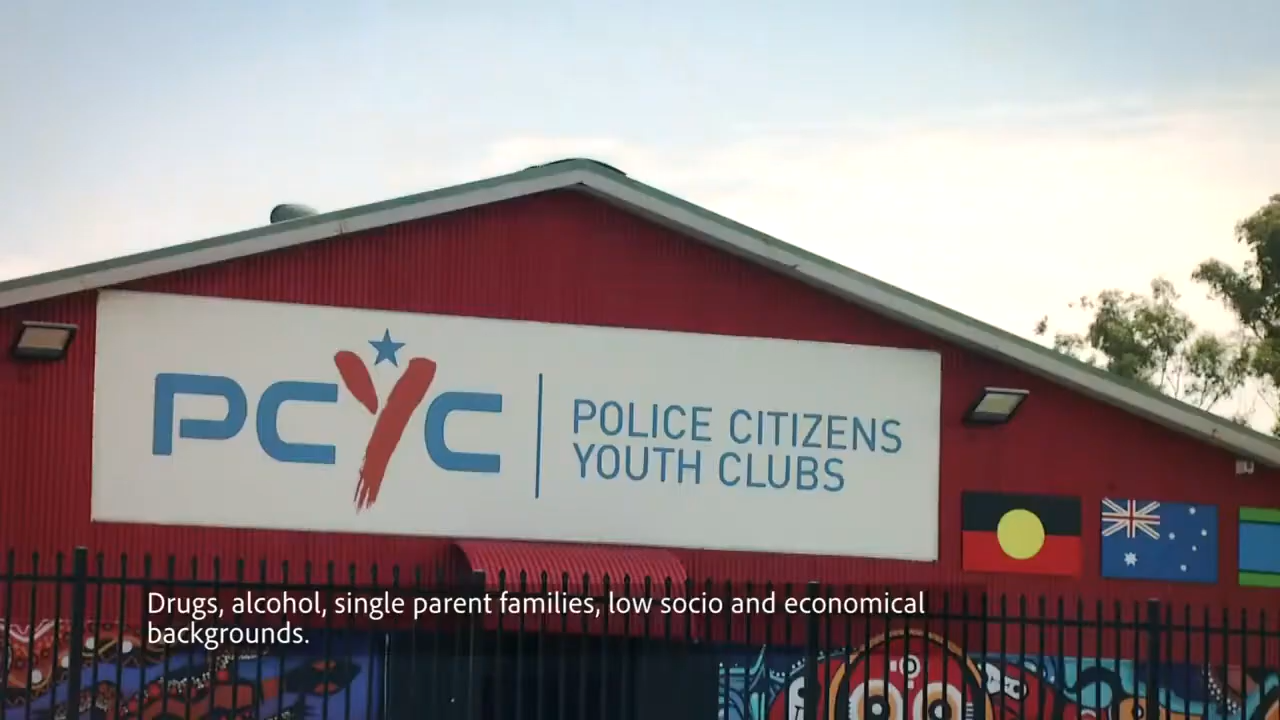 PCYC
POLICE CITIZENS
YOUTH CLUBS
Drugs, alcohol, single parent families, low socio and economical
backgrounds.